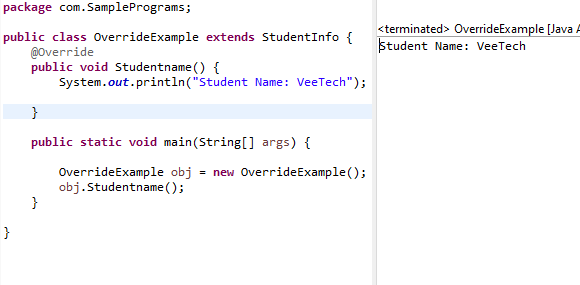 package com.SamplePrograms;
public class OverrideExample extends StudentInfo {
@Override
public void Studentname() {
System.out.println("Student Name: VeeTech");
}
public static void main(String[] args) {
OverrideExample obj = new OverrideExample();
obj.Studentname();
}
}
<terminated> OverrideExample [Java A
Student Name: VeeTech